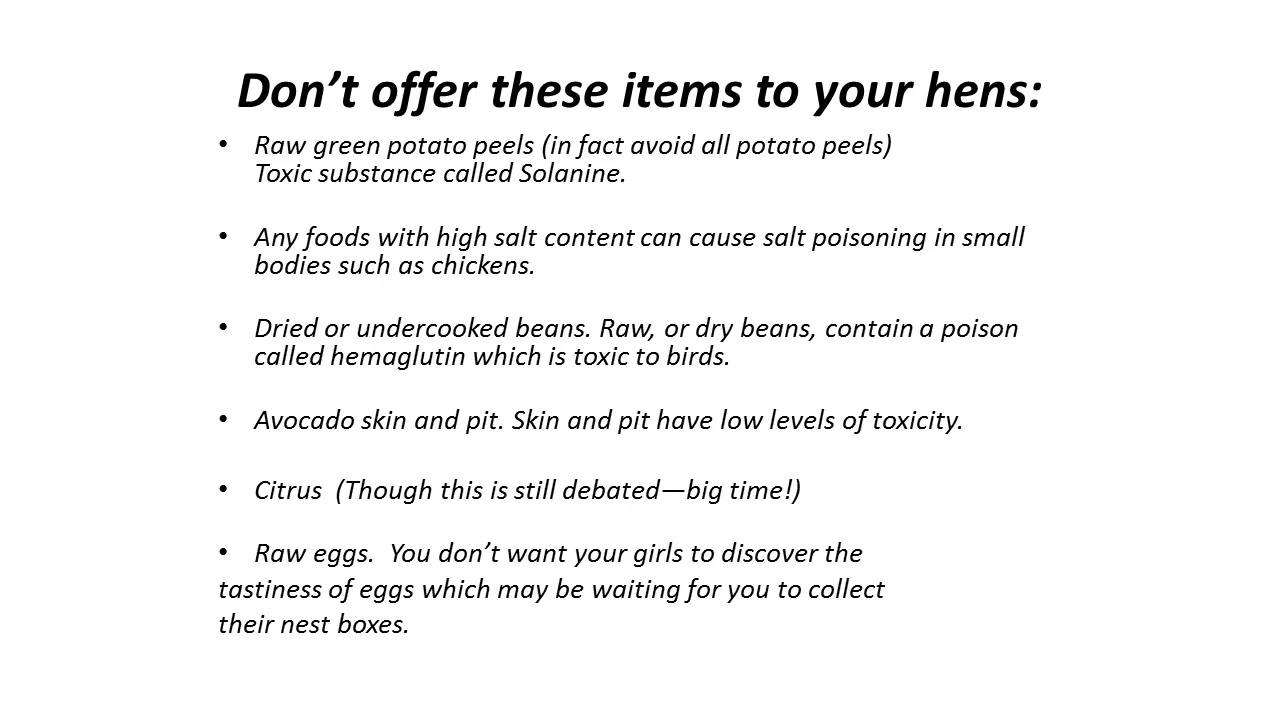 Don’t offer these items to your hens:
• Raw green potato peels (in fact avoid all potato peels)
Toxic substance called Solanine.
• Any foods with high salt content can cause salt poisoning in small
bodies such as chickens.
• Dried or undercooked beans. Raw, or dry beans, contain a poison
called hemaglutin which is toxic to birds.
• Avocado skin and pit. Skin and pit have low levels of toxicity.
• Citrus (Though this is still debated—big time!)
• Raw eggs. You don’t want your girls to discover the
tastiness of eggs which may be waiting for you to collect
their nest boxes.